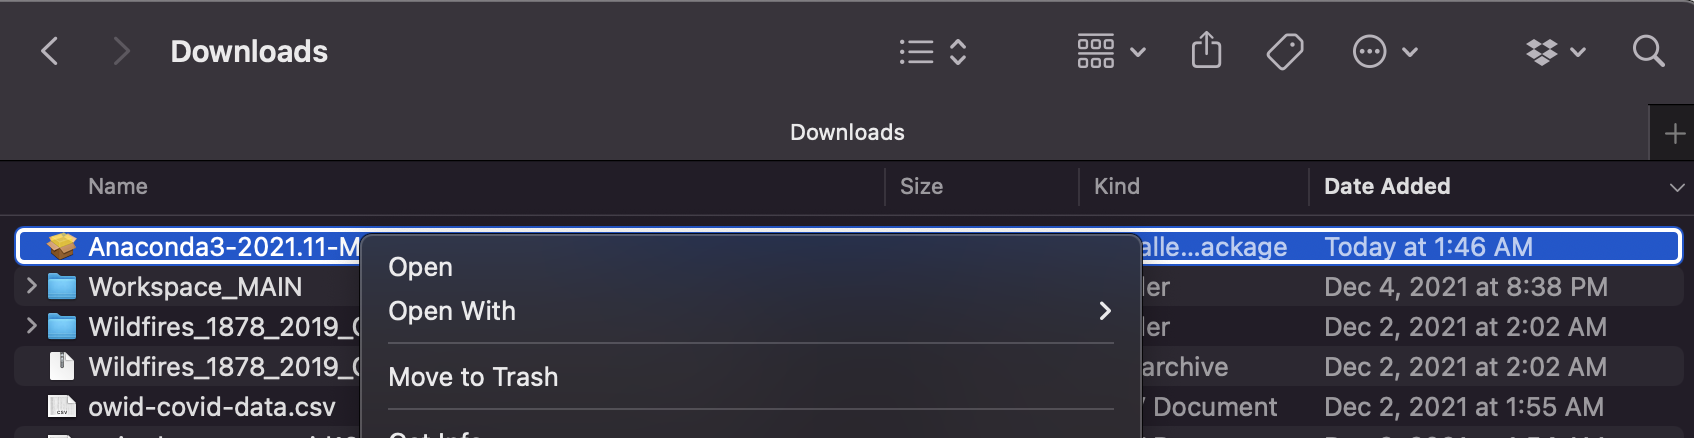 Downloads
Downloads
Name Size Kind Date Added
Anaconda3-2021.11-M alle...ackage Today at 1:46 AM
Workspace_MAIN ler Dec 4, 2021 at 8:38 PM
Wildfires_1878_2019_ ler Dec 2, 2021 at 2:02 AM
Wildfires_1878_2019_ archive Dec 2, 2021 at 2:02 AM
owid-covid-data.csv Document Dec 2, 2021 at 1:55 AM
Open
Open With
Move to Trash
Get Info